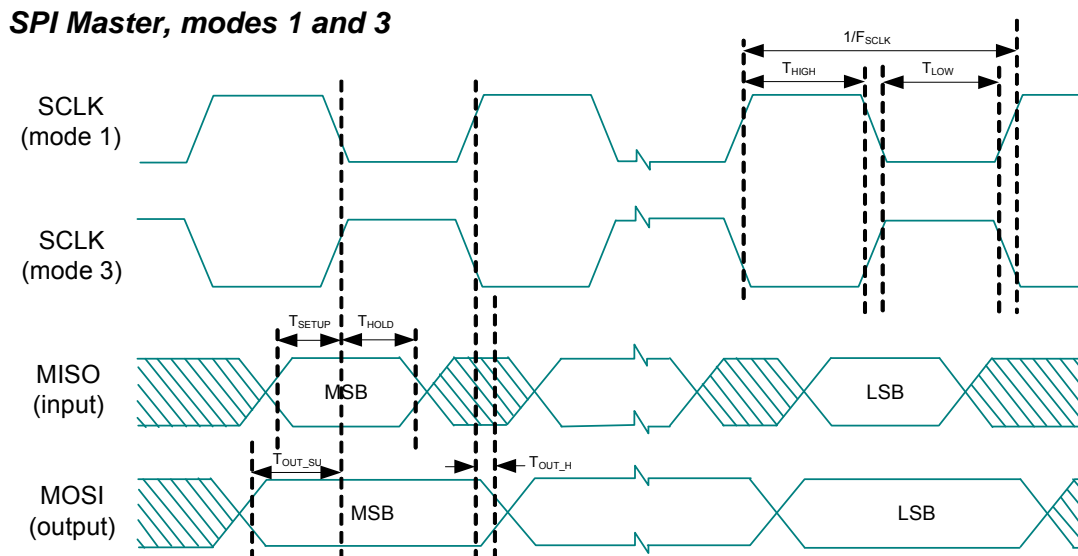 SPI Master, modes 1 and 3
1/FSCLK
THIGH
TLOW
SCLK
(mode 1)
SCLK
(mode 3)
TSETUP
THOLD
MISO
(input)
MSB
LSB
TOUT_SU
TOUT_H
MOSI
(output)
MSB
LSB